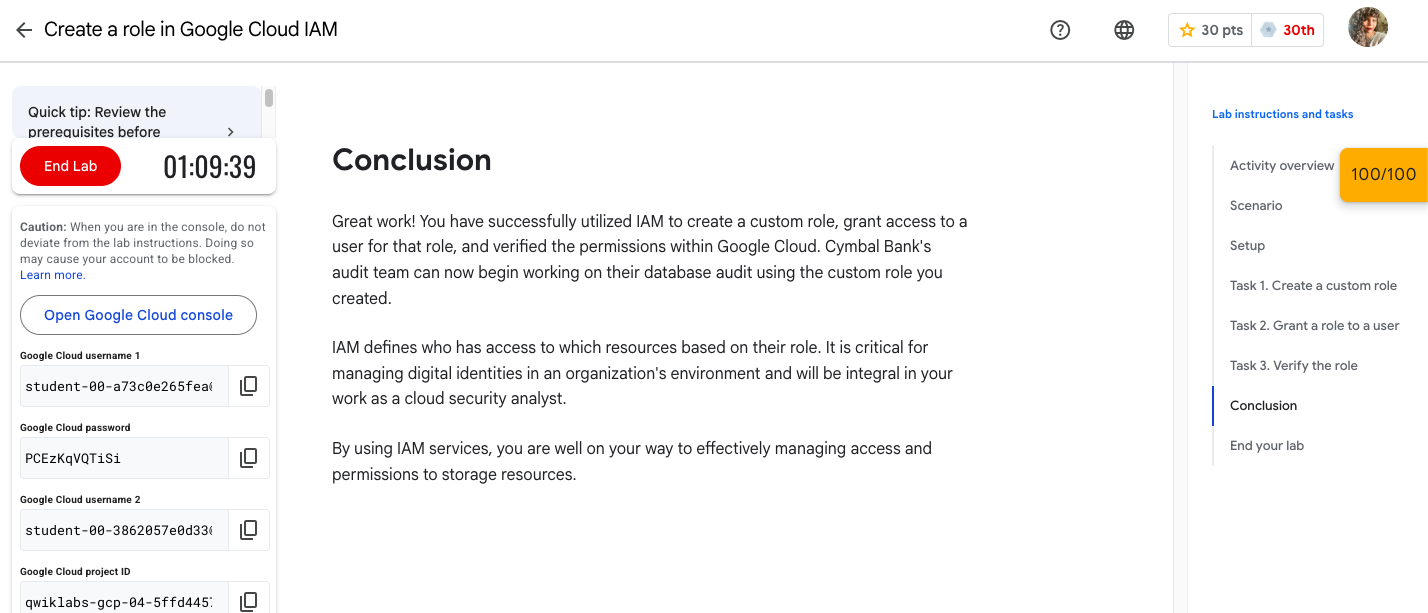 Create a role in Google Cloud IAM
30 pts
30th
Quick tip: Review the
prerequisites before
End Lab
01:09:39
Caution: When you are in the console, do not
deviate from the lab instructions. Doing so
may cause your account to be blocked.
Learn more.
Open Google Cloud console
Google Cloud username 1
student-00-a73c0e265fea
Google Cloud password
PCEzKqVQTiSi
Google Cloud username 2
student-00-3862057e0d33
Google Cloud project ID
qwiklabs-gcp-04-5ffd445
Conclusion
Great work! You have successfully utilized IAM to create a custom role, grant access to a
user for that role, and verified the permissions within Google Cloud. Cymbal Bank's
audit team can now begin working on their database audit using the custom role you
created.
IAM defines who has access to which resources based on their role. It is critical for
managing digital identities in an organization's environment and will be integral in your
work as a cloud security analyst.
By using IAM services, you are well on your way to effectively managing access and
permissions to storage resources.
Lab instructions and tasks
Activity overview
100/100
Scenario
Setup
Task 1. Create a custom role
Task 2. Grant a role to a user
Task 3. Verify the role
Conclusion
End your lab